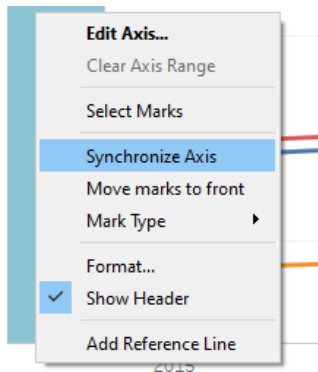 Edit Axis...
Clear Axis Range
Select Marks
Synchronize Axis
Move marks to front
Mark Type
Format...
Show Header
Add Reference Line
2015